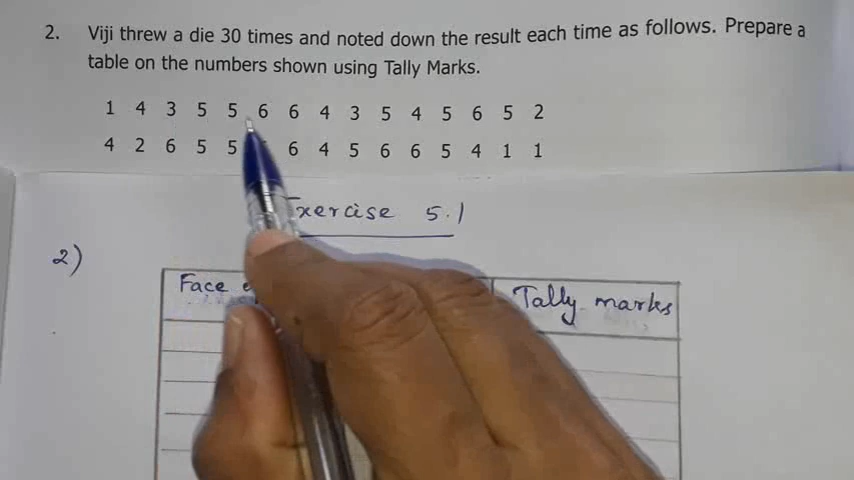 2. Viji threw a die 30 times and noted down the result each time as follows. Prepare a
table on the numbers shown using Tally Marks.
1 4 3 5 5 6 6 4 3 5 4 5 6 5 2
4 2 6 5 5 6 4 5 6 6 5 4 1 1
Exercise 5.1
2)
Face
Tally marks